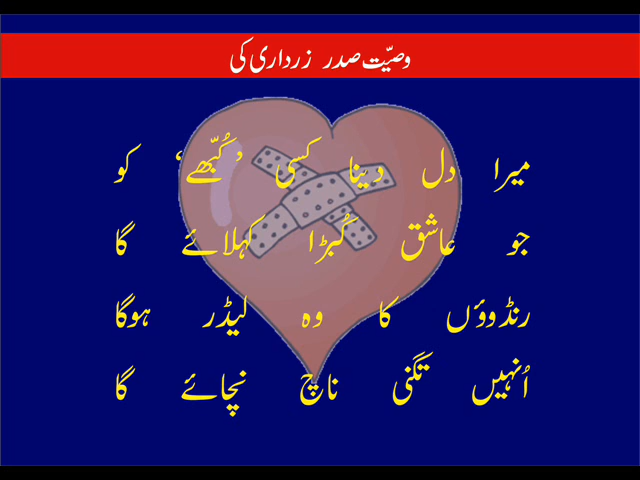 وصیّت صدر زرداری کی
میرا دل دینا کسی ’کُبّھے‘ کو
جو عاشق کُبڑا کہلائے گا
رنڈوؤں کا وہ لیڈر ہوگا
اُنہیں تگنی ناچ نچائے گا